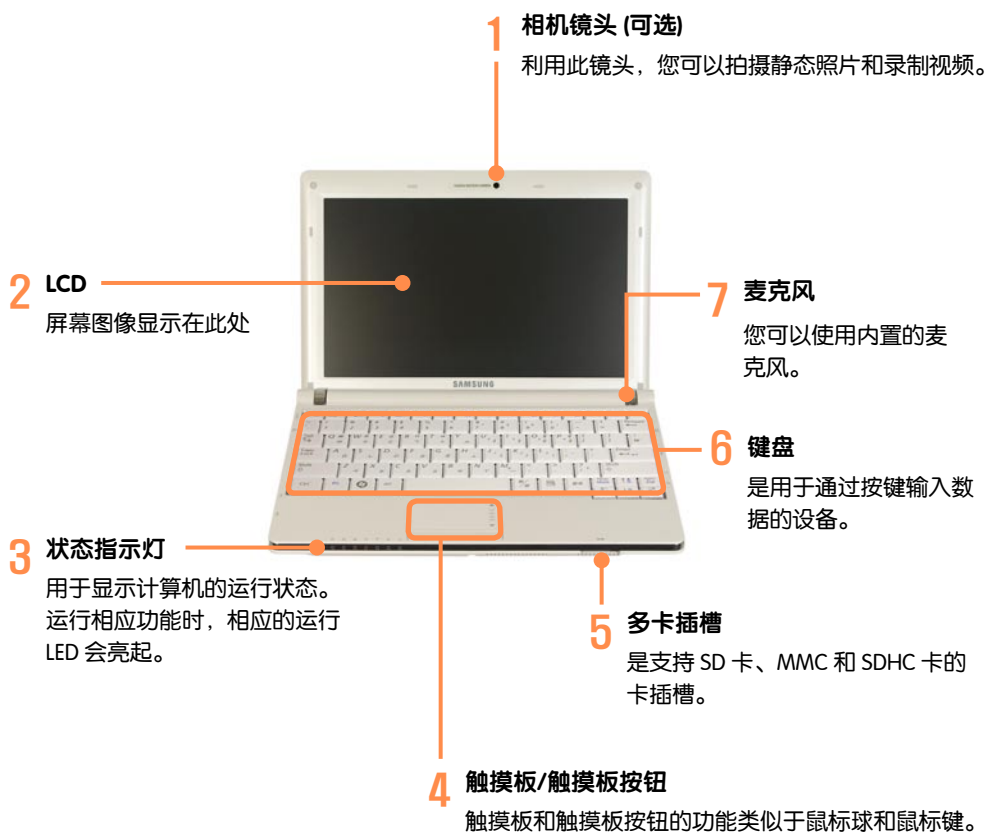 1 相机镜头 (可选)
利用此镜头，您可以拍摄静态照片和录制视频。
2 LCD
屏幕图像显示在此处
SAMSUNG
7 麦克风
您可以使用内置的麦
克风。
6 键盘
是用于通过按键输入数
据的设备。
3 状态指示灯
用于显示计算机的运行状态。
运行相应功能时，相应的运行
LED 会亮起。
5 多卡插槽
是支持 SD 卡、MMC 和 SDHC 卡的
卡插槽。
4 触摸板/触摸板按钮
触摸板和触摸板按钮的功能类似于鼠标球和鼠标键。